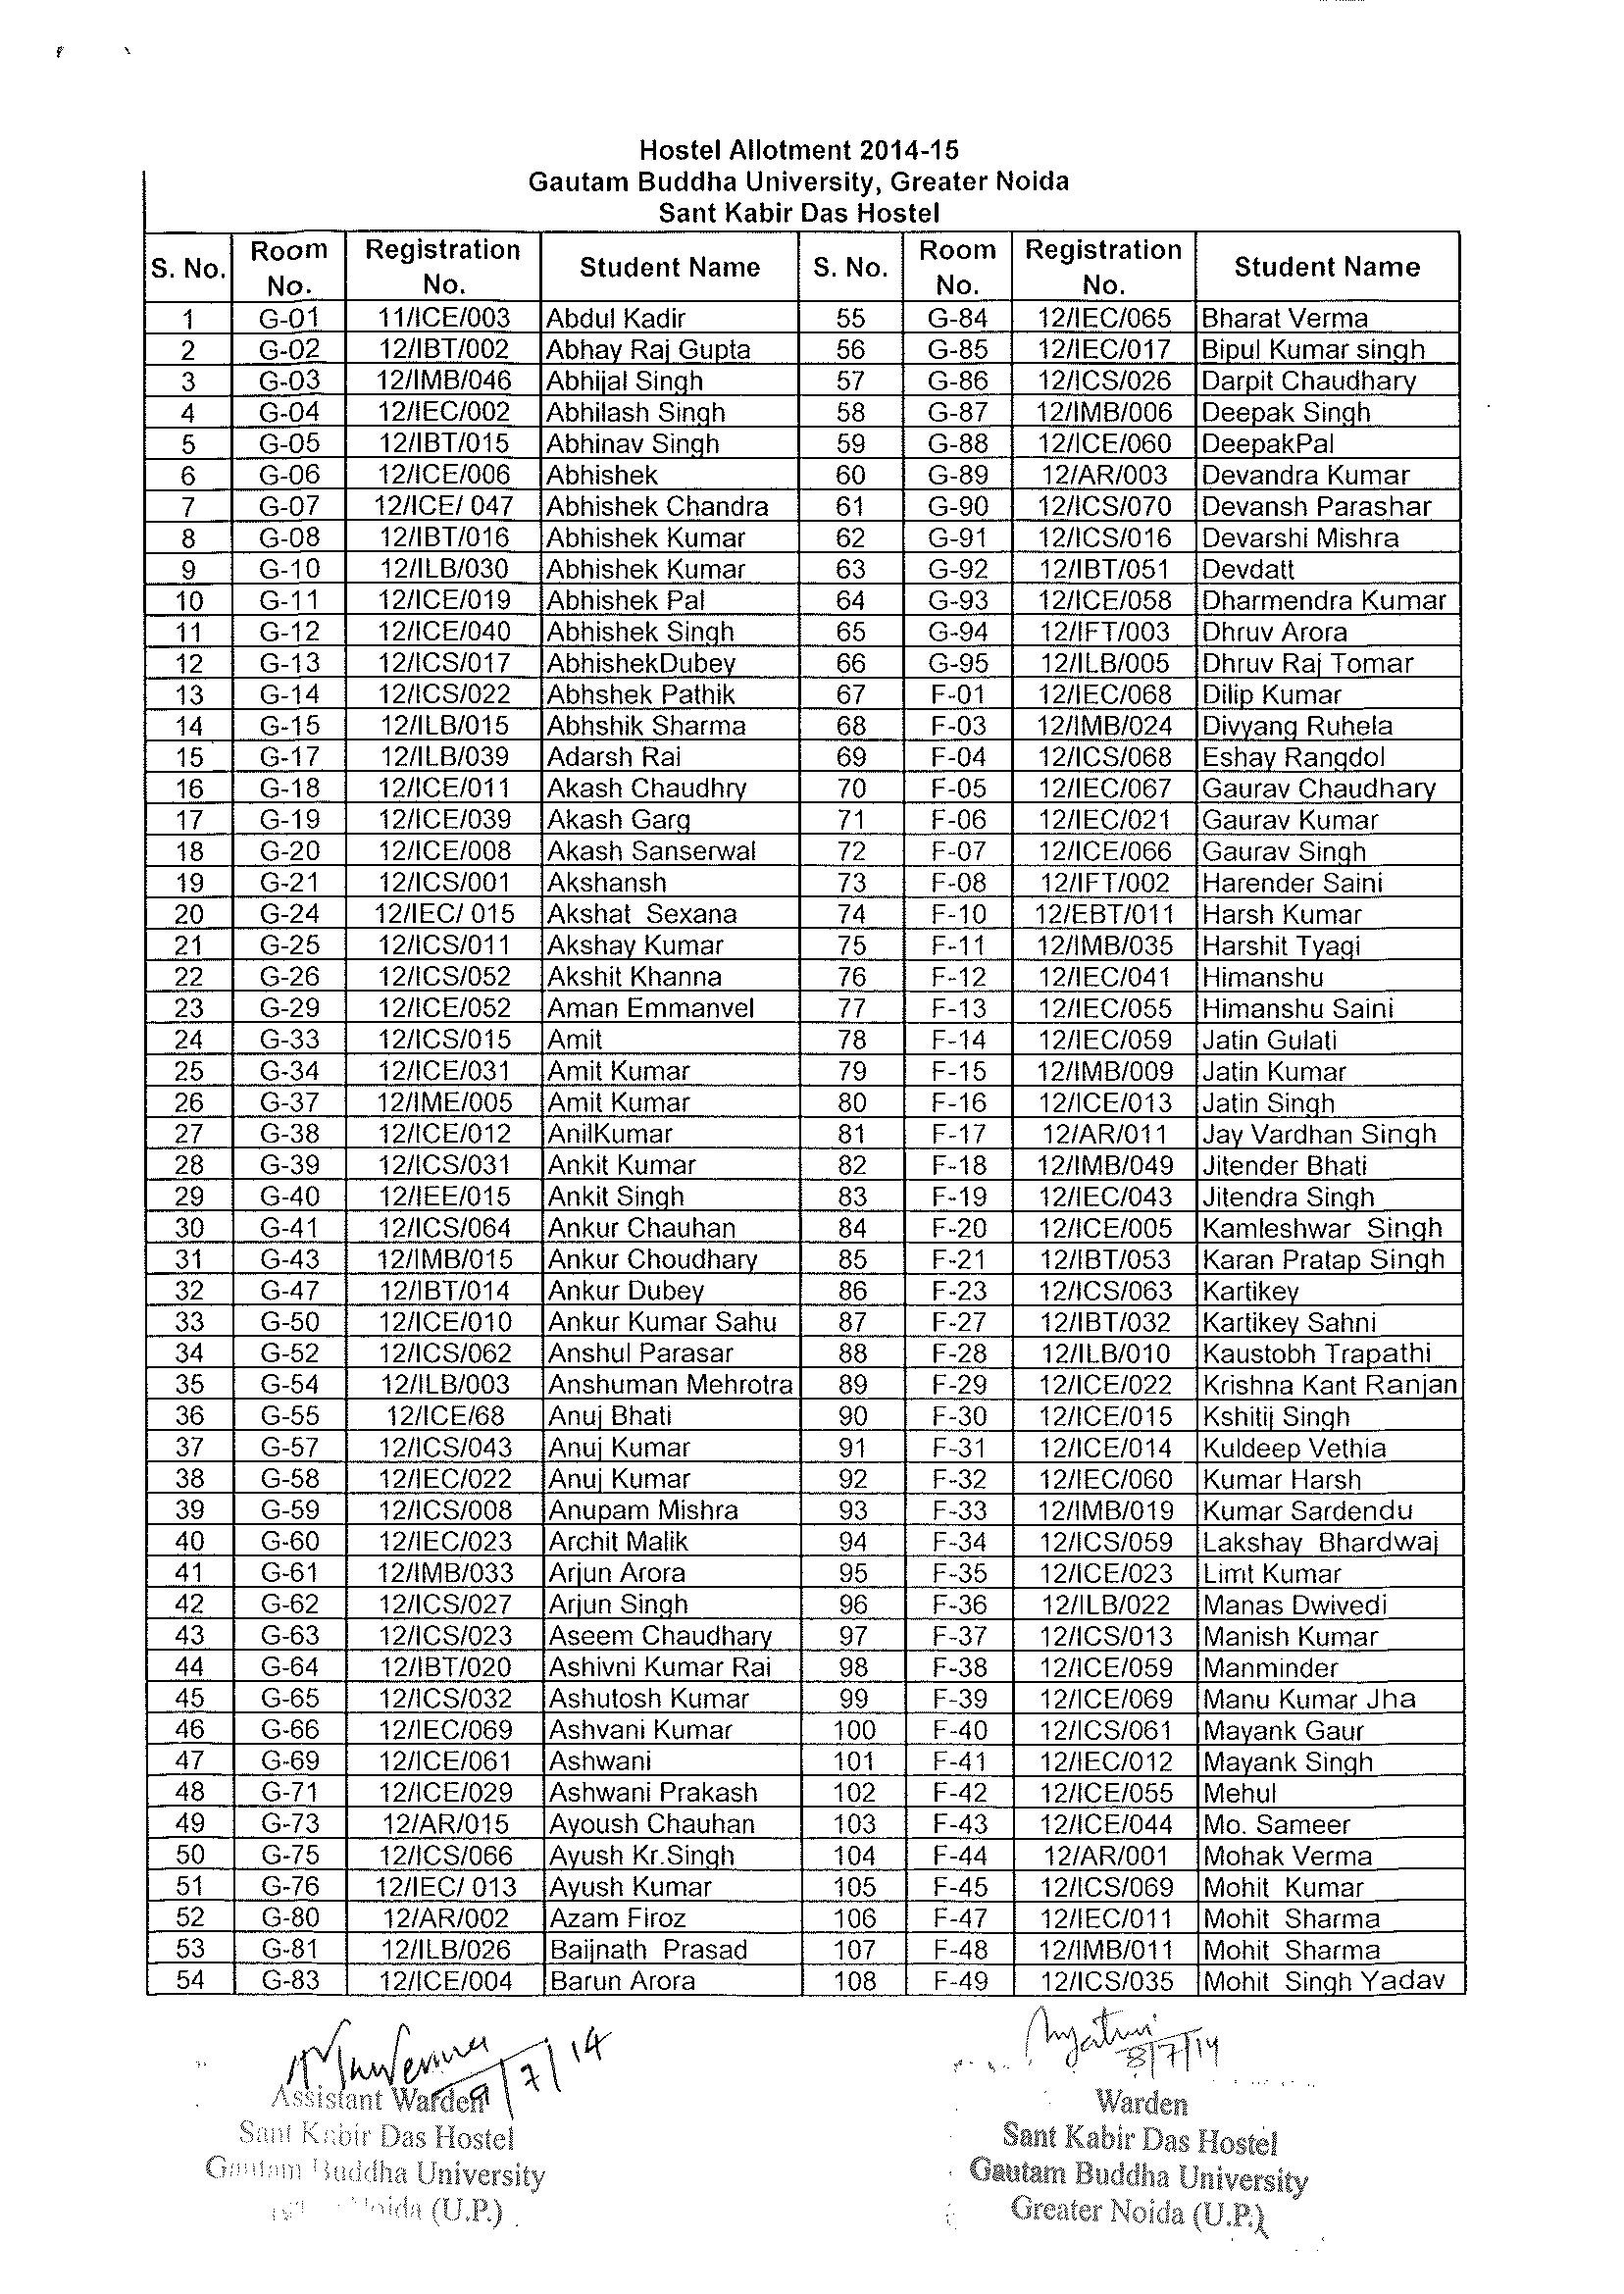 Hostel Allotment 2014-15
Gautam Buddha University, Greater Noida
Sant Kabir Das Hostel
S. No. Room No. Registration No. Student Name S. No. Room No. Registration No. Student Name
1 G-01 11/ICE/003 Abdul Kadir 55 G-84 12/IEC/065 Bharat Verma
2 G-02 12/IBT/002 Abhay Raj Gupta 56 G-85 12/IEC/017 Bipul Kumar singh
3 G-03 12/IMB/046 Abhijal Singh 57 G-86 12/ICS/026 Darpit Chaudhary
4 G-04 12/IEC/002 Abhilash Singh 58 G-87 12/IMB/006 Deepak Singh
5 G-05 12/IBT/015 Abhinav Singh 59 G-88 12/ICE/060 DeepakPal
6 G-06 12/ICE/006 Abhishek 60 G-89 12/AR/003 Devandra Kumar
7 G-07 12/ICE/ 047 Abhishek Chandra 61 G-90 12/ICS/070 Devansh Parashar
8 G-08 12/IBT/016 Abhishek Kumar 62 G-91 12/ICS/016 Devarshi Mishra
9 G-10 12/ILB/030 Abhishek Kumar 63 G-92 12/IBT/051 Devdatt
10 G-11 12/ICE/019 Abhishek Pal 64 G-93 12/ICE/058 Dharmendra Kumar
11 G-12 12/ICE/040 Abhishek Singh 65 G-94 12/IFT/003 Dhruv Arora
12 G-13 12/ICS/017 AbhishekDubey 66 G-95 12/ILB/005 Dhruv Raj Tomar
13 G-14 12/ICS/022 Abhshek Pathik 67 F-01 12/IEC/068 Dilip Kumar
14 G-15 12/ILB/015 Abhshik Sharma 68 F-03 12/IMB/024 Divyang Ruhela
15 G-17 12/ILB/039 Adarsh Rai 69 F-04 12/ICS/068 Eshay Rangdol
16 G-18 12/ICE/011 Akash Chaudhry 70 F-05 12/IEC/067 Gaurav Chaudhary
17 G-19 12/ICE/039 Akash Garg 71 F-06 12/IEC/021 Gaurav Kumar
18 G-20 12/ICE/008 Akash Sanserwal 72 F-07 12/ICE/066 Gaurav Singh
19 G-21 12/ICS/001 Akshansh 73 F-08 12/IFT/002 Harender Saini
20 G-24 12/IEC/ 015 Akshat Sexana 74 F-10 12/EBT/011 Harsh Kumar
21 G-25 12/ICS/011 Akshay Kumar 75 F-11 12/IMB/035 Harshit Tyagi
22 G-26 12/ICS/052 Akshit Khanna 76 F-12 12/IEC/041 Himanshu
23 G-29 12/ICE/052 Aman Emmanvel 77 F-13 12/IEC/055 Himanshu Saini
24 G-33 12/ICS/015 Amit 78 F-14 12/IEC/059 Jatin Gulati
25 G-34 12/ICE/031 Amit Kumar 79 F-15 12/IMB/009 Jatin Kumar
26 G-37 12/IME/005 Amit Kumar 80 F-16 12/ICE/013 Jatin Singh
27 G-38 12/ICE/012 AnilKumar 81 F-17 12/AR/011 Jay Vardhan Singh
28 G-39 12/ICS/031 Ankit Kumar 82 F-18 12/IMB/049 Jitender Bhati
29 G-40 12/IEE/015 Ankit Singh 83 F-19 12/IEC/043 Jitendra Singh
30 G-41 12/ICS/064 Ankur Chauhan 84 F-20 12/ICE/005 Kamleshwar Singh
31 G-43 12/IMB/015 Ankur Choudhary 85 F-21 12/IBT/053 Karan Pratap Singh
32 G-47 12/IBT/014 Ankur Dubey 86 F-23 12/ICS/063 Kartikey
33 G-50 12/ICE/010 Ankur Kumar Sahu 87 F-27 12/IBT/032 Kartikey Sahni
34 G-52 12/ICS/062 Anshul Parasar 88 F-28 12/ILB/010 Kaustobh Trapathi
35 G-54 12/ILB/003 Anshuman Mehrotra 89 F-29 12/ICE/022 Krishna Kant Ranjan
36 G-55 12/ICE/68 Anuj Bhati 90 F-30 12/ICE/015 Kshitij Singh
37 G-57 12/ICS/043 Anuj Kumar 91 F-31 12/ICE/014 Kuldeep Vethia
38 G-58 12/IEC/022 Anuj Kumar 92 F-32 12/IEC/060 Kumar Harsh
39 G-59 12/ICS/008 Anupam Mishra 93 F-33 12/IMB/019 Kumar Sardendu
40 G-60 12/IEC/023 Archit Malik 94 F-34 12/ICS/059 Lakshay Bhardwaj
41 G-61 12/IMB/033 Arjun Arora 95 F-35 12/ICE/023 Limt Kumar
42 G-62 12/ICS/027 Arjun Singh 96 F-36 12/ILB/022 Manas Dwivedi
43 G-63 12/ICS/023 Aseem Chaudhary 97 F-37 12/ICS/013 Manish Kumar
44 G-64 12/IBT/020 Ashivni Kumar Rai 98 F-38 12/ICE/059 Manminder
45 G-65 12/ICS/032 Ashutosh Kumar 99 F-39 12/ICE/069 Manu Kumar Jha
46 G-66 12/IEC/069 Ashvani Kumar 100 F-40 12/ICS/061 Mayank Gaur
47 G-69 12/ICE/061 Ashwani 101 F-41 12/IEC/012 Mayank Singh
48 G-71 12/ICE/029 Ashwani Prakash 102 F-42 12/ICE/055 Mehul
49 G-73 12/AR/015 Ayoush Chauhan 103 F-43 12/ICE/044 Mo. Sameer
50 G-75 12/ICS/066 Ayush Kr.Singh 104 F-44 12/AR/001 Mohak Verma
51 G-76 12/IEC/ 013 Ayush Kumar 105 F-45 12/ICS/069 Mohit Kumar
52 G-80 12/AR/002 Azam Firoz 106 F-47 12/IEC/011 Mohit Sharma
53 G-81 12/ILB/026 Baijnath Prasad 107 F-48 12/IMB/011 Mohit Sharma
54 G-83 12/ICE/004 Barun Arora 108 F-49 12/ICS/035 Mohit Singh Yadav
8/7/14
Assistant Warden Warden
Sant Kabir Das Hostel Sant Kabir Das Hostel
Gautam Buddha University Gautam Buddha University
Noida (U.P.) Greater Noida (U.P.)